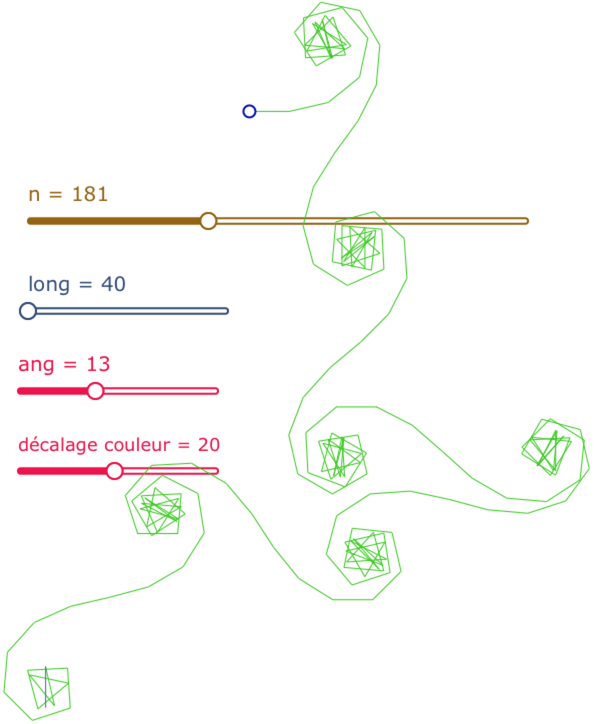 n = 181
long = 40
ang = 13
décalage couleur = 20